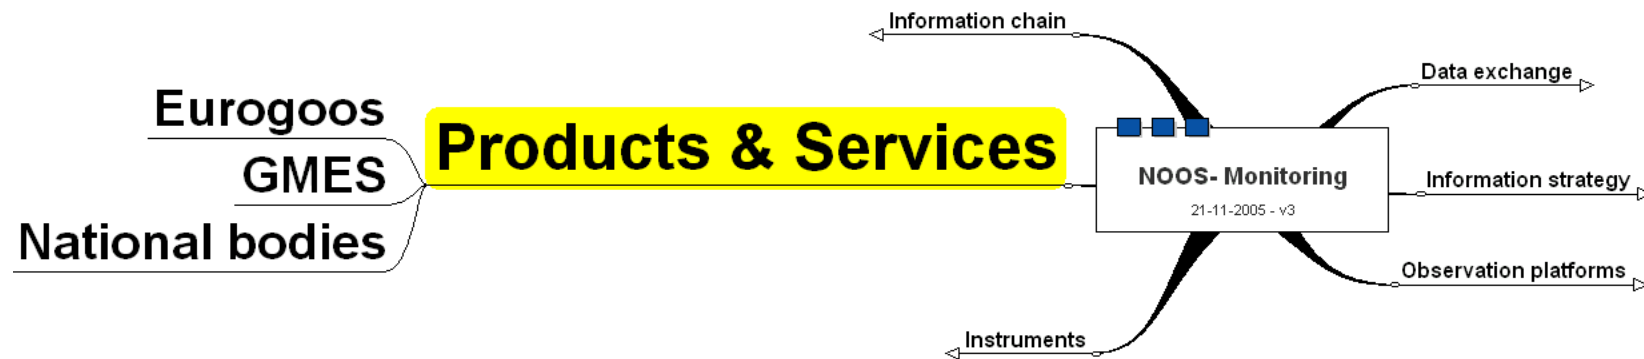 Information chain
Data exchange
Eurogoos
Products & Services
GMES
NOOS- Monitoring
Information strategy
21-11-2005 - v3
National bodies
Observation platforms
Instruments